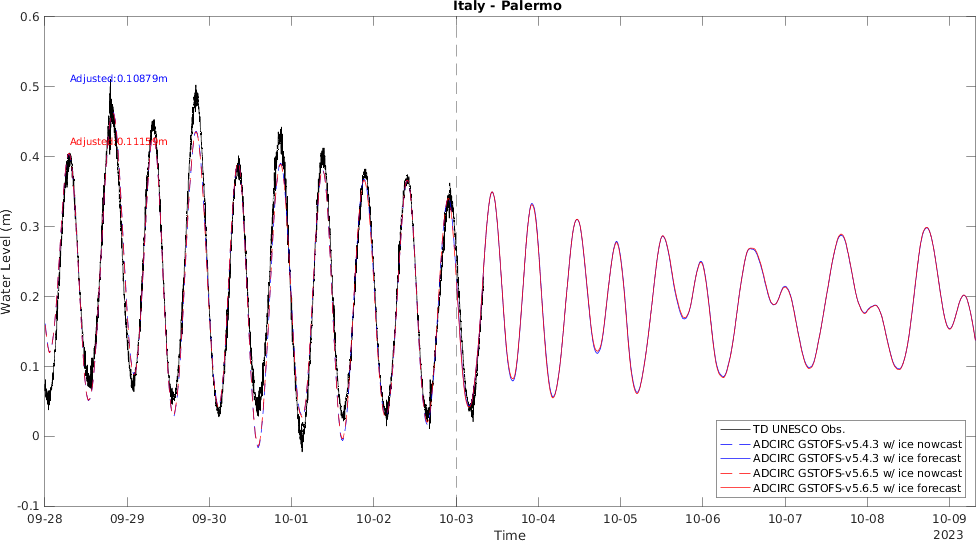 Italy - Palermo
0.6
0.5
0.4
0.3
0.2
0.1
0
-0.1
Water Level (m)
Adjusted:0.10879m
Adjusted:0.11159m
TD UNESCO Obs.
ADCIRC GSTOFS-v5.4.3 w/ ice nowcast
ADCIRC GSTOFS-v5.4.3 w/ ice forecast
ADCIRC GSTOFS-v5.6.5 w/ ice nowcast
ADCIRC GSTOFS-v5.6.5 w/ ice forecast
09-28 09-29 09-30 10-01 10-02 10-03 10-04 10-05 10-06 10-07 10-08 10-09
2023
Time